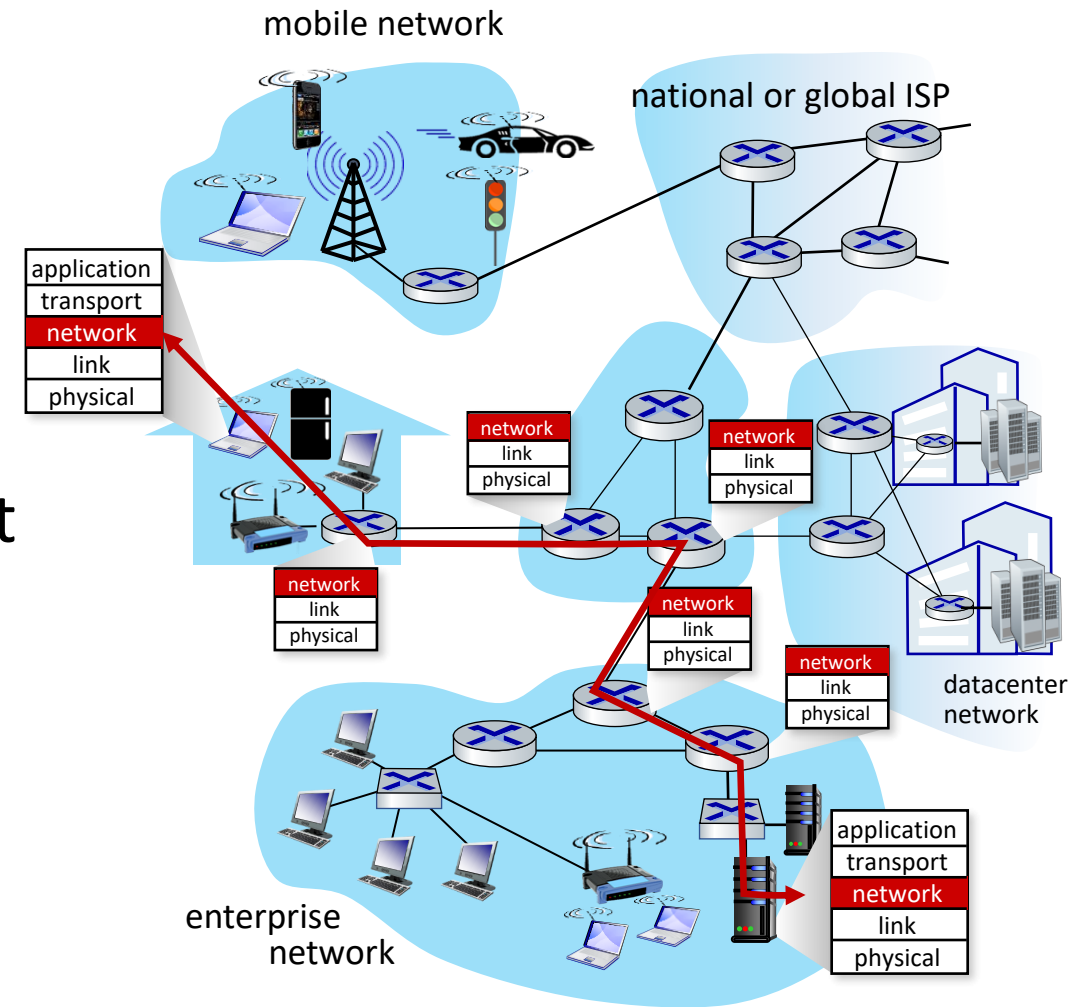 mobile network
national or global ISP
application
transport
network
link
physical
network
link
physical
network
link
physical
t
network
link
physical
network
link
physical
network
link
physical
datacenter
network
application
transport
network
link
physical
enterprise
network